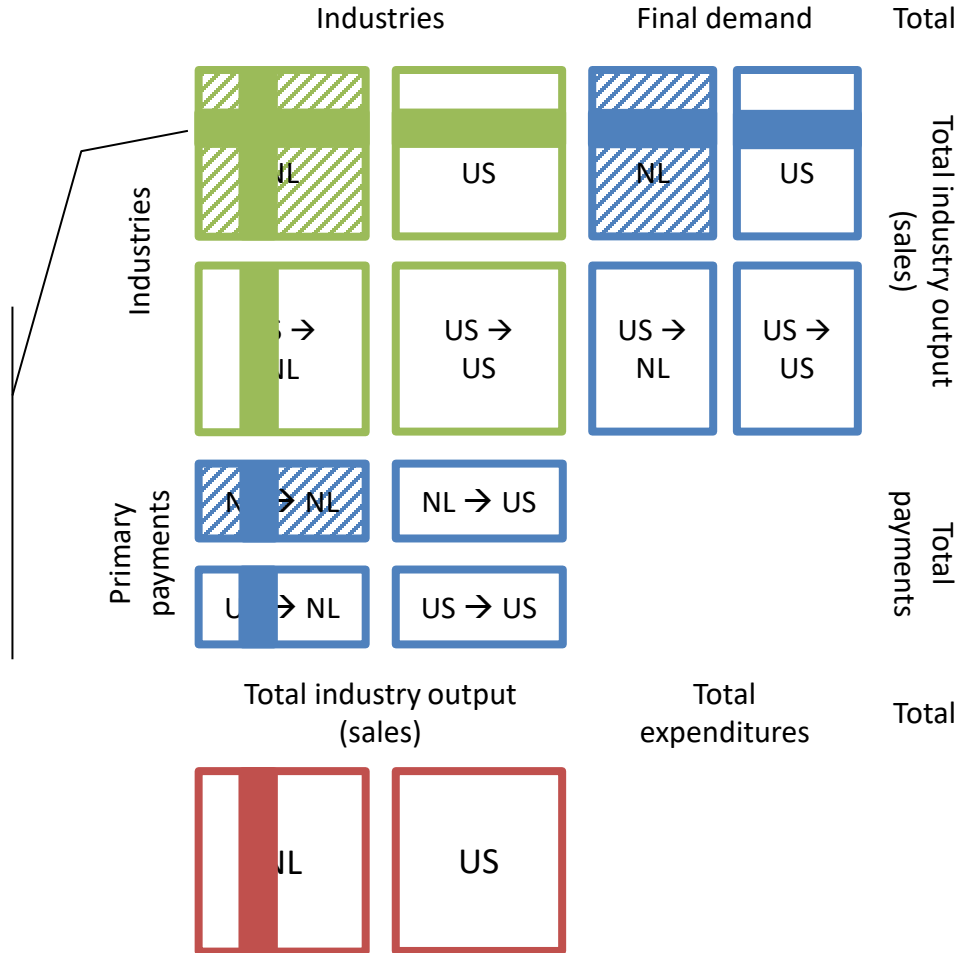 Industries
Final demand
Total
Industries
NL
US
NL
US
Total industry output
(sales)
→
NL
US →
US
US →
NL
US →
US
Primary
payments
→ NL
NL → US
Total
payments
→ NL
US → US
Total industry output
(sales)
Total
expenditures
Total
NL
US